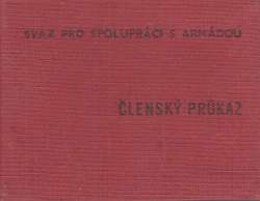 SVAZ PRO SPOLUPRÁCI S ARMÁDOU
ČLENSKÝ PRŮKAZ